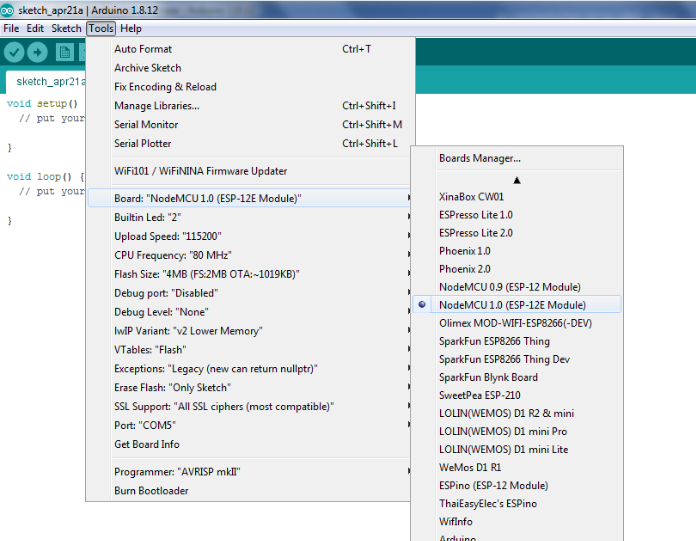 sketch_apr21a | Arduino 1.8.12
File Edit Sketch Tools Help
sketch_apr21a
void setup()
// put your
}
void loop() {
// put your
}
Auto Format Ctrl+T
Archive Sketch
Fix Encoding & Reload
Manage Libraries... Ctrl+Shift+I
Serial Monitor Ctrl+Shift+M
Serial Plotter Ctrl+Shift+L
WiFi101 / WiFiNINA Firmware Updater
Board: "NodeMCU 1.0 (ESP-12E Module)"
Builtin Led: "2"
Upload Speed: "115200"
CPU Frequency: "80 MHz"
Flash Size: "4MB (FS:2MB OTA:~1019KB)"
Debug port: "Disabled"
Debug Level: "None"
lwIP Variant: "v2 Lower Memory"
VTables: "Flash"
Exceptions: "Legacy (new can return nullptr)"
Erase Flash: "Only Sketch"
SSL Support: "All SSL ciphers (most compatible)"
Port: "COM5"
Get Board Info
Programmer: "AVRISP mkII"
Burn Bootloader
Boards Manager...
XinaBox CW01
ESPresso Lite 1.0
ESPresso Lite 2.0
Phoenix 1.0
Phoenix 2.0
NodeMCU 0.9 (ESP-12 Module)
NodeMCU 1.0 (ESP-12E Module)
Olimex MOD-WIFI-ESP8266(-DEV)
SparkFun ESP8266 Thing
SparkFun ESP8266 Thing Dev
SparkFun Blynk Board
SweetPea ESP-210
LOLIN(WEMOS) D1 R2 & mini
LOLIN(WEMOS) D1 mini Pro
LOLIN(WEMOS) D1 mini Lite
WeMos D1 R1
ESPino (ESP-12 Module)
ThaiEasyElec's ESPino
WifInfo
Arduino